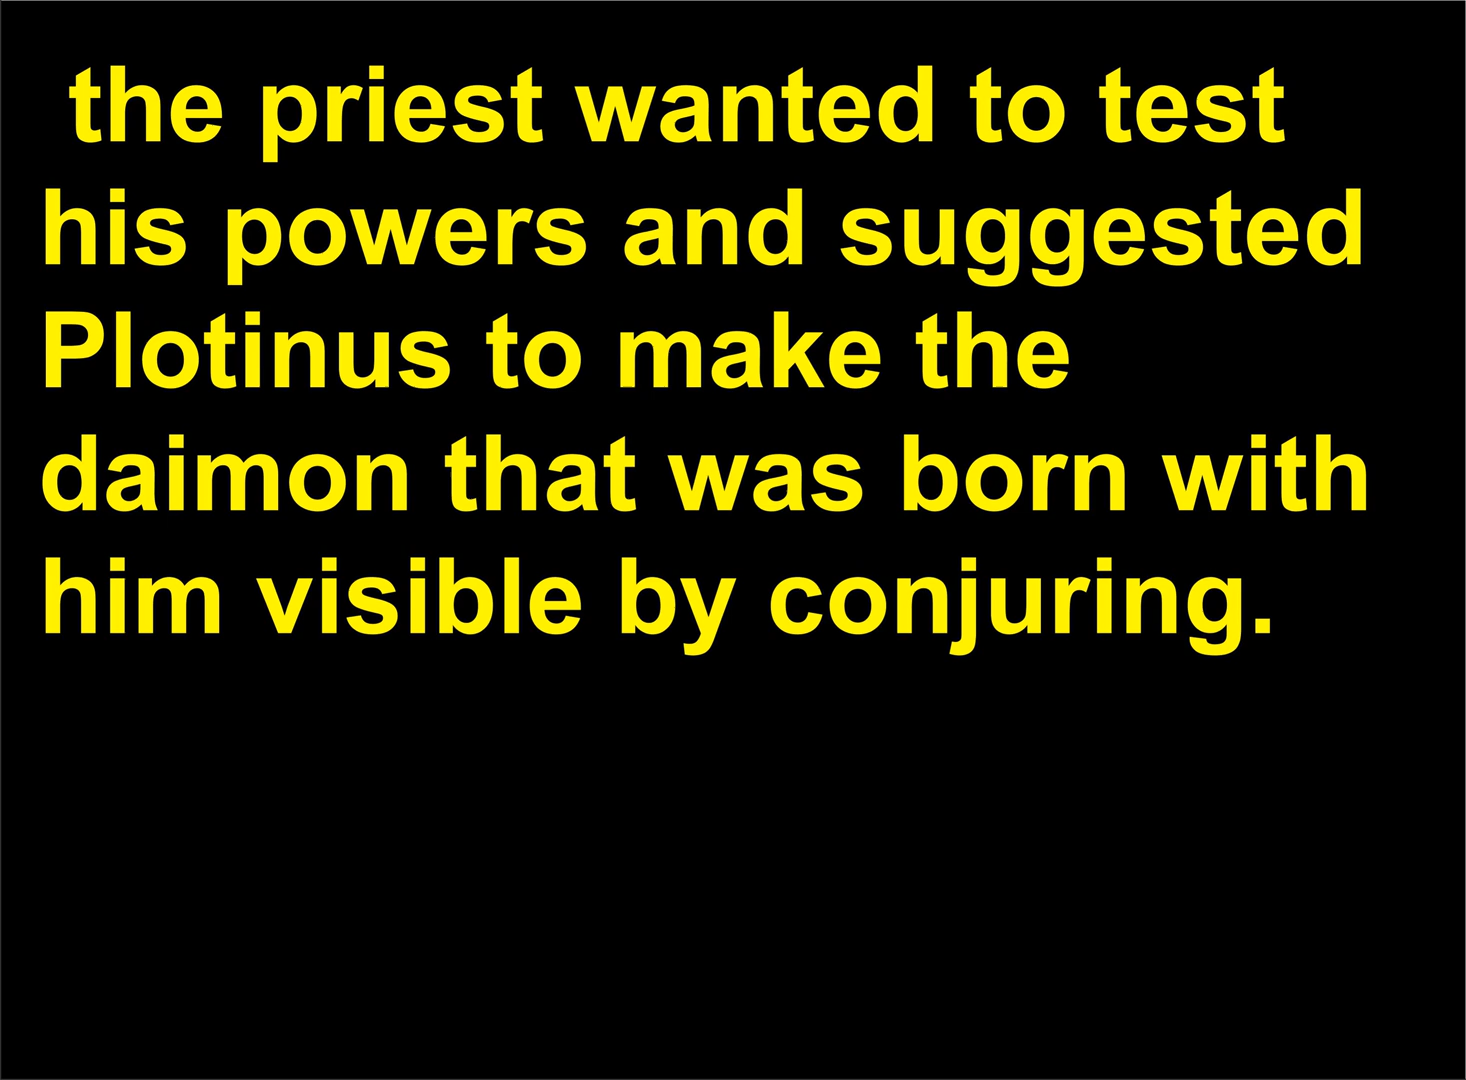 the priest wanted to test
his powers and suggested
Plotinus to make the
daimon that was born with
him visible by conjuring.